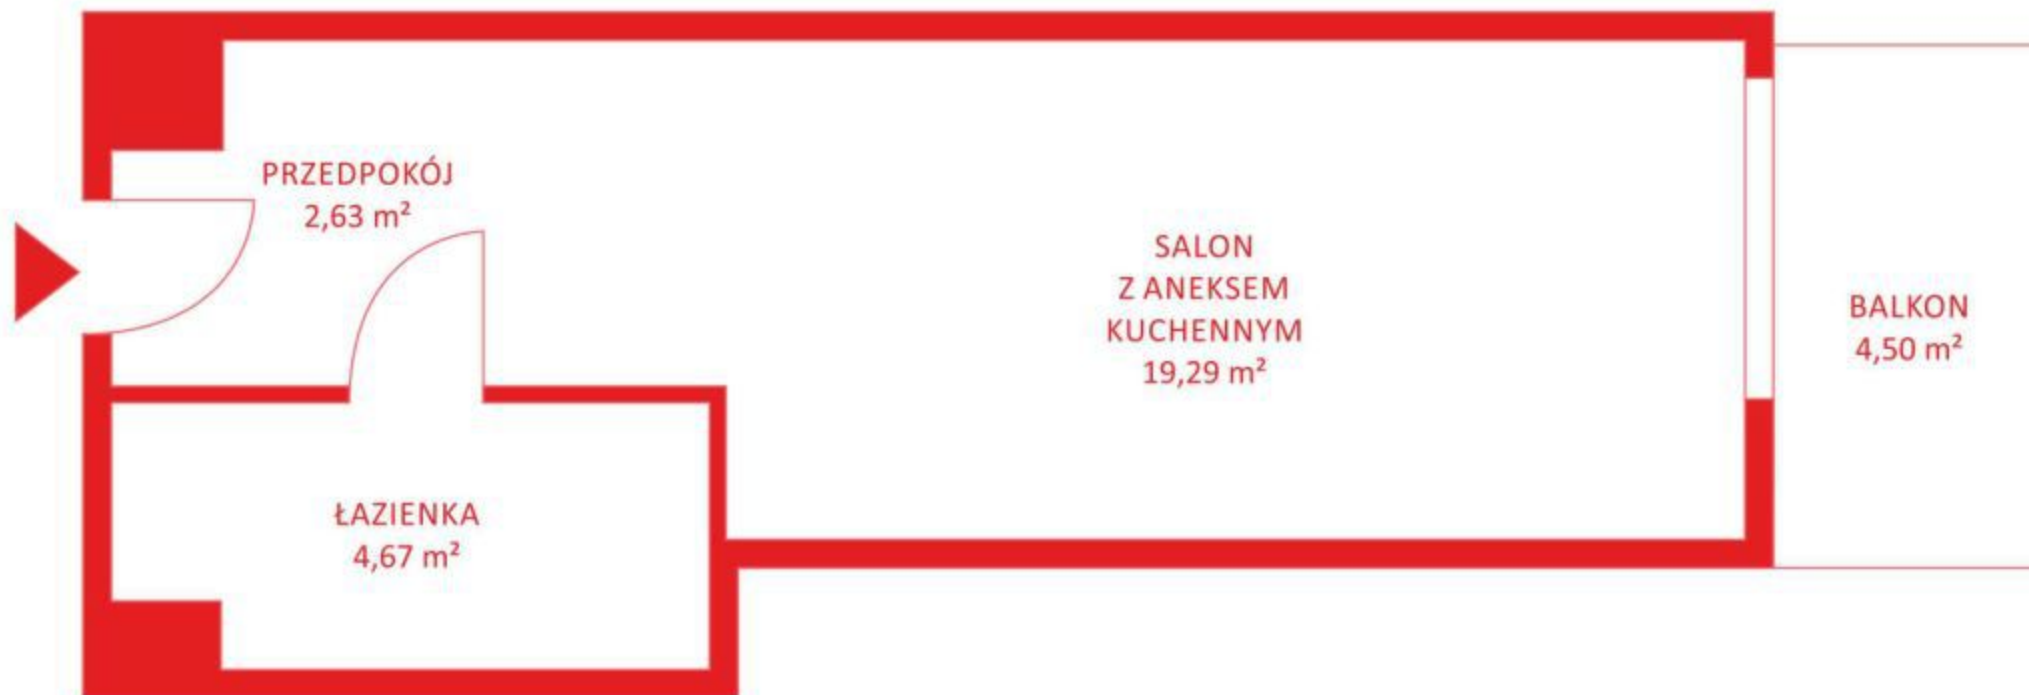 PRZEDPOKÓJ
2,63 m²
SALON
Z ANEKSEM
KUCHENNYM
19,29 m²
BALKON
4,50 m²
ŁAZIENKA
4,67 m²